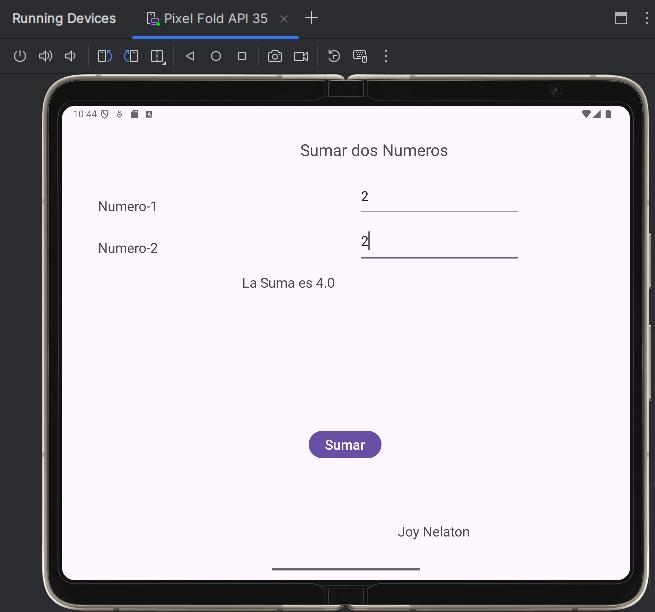 Running Devices Pixel Fold API 35
10:44
Sumar dos Numeros
Numero-1 2
Numero-2 2
La Suma es 4.0
Sumar
Joy Nelaton